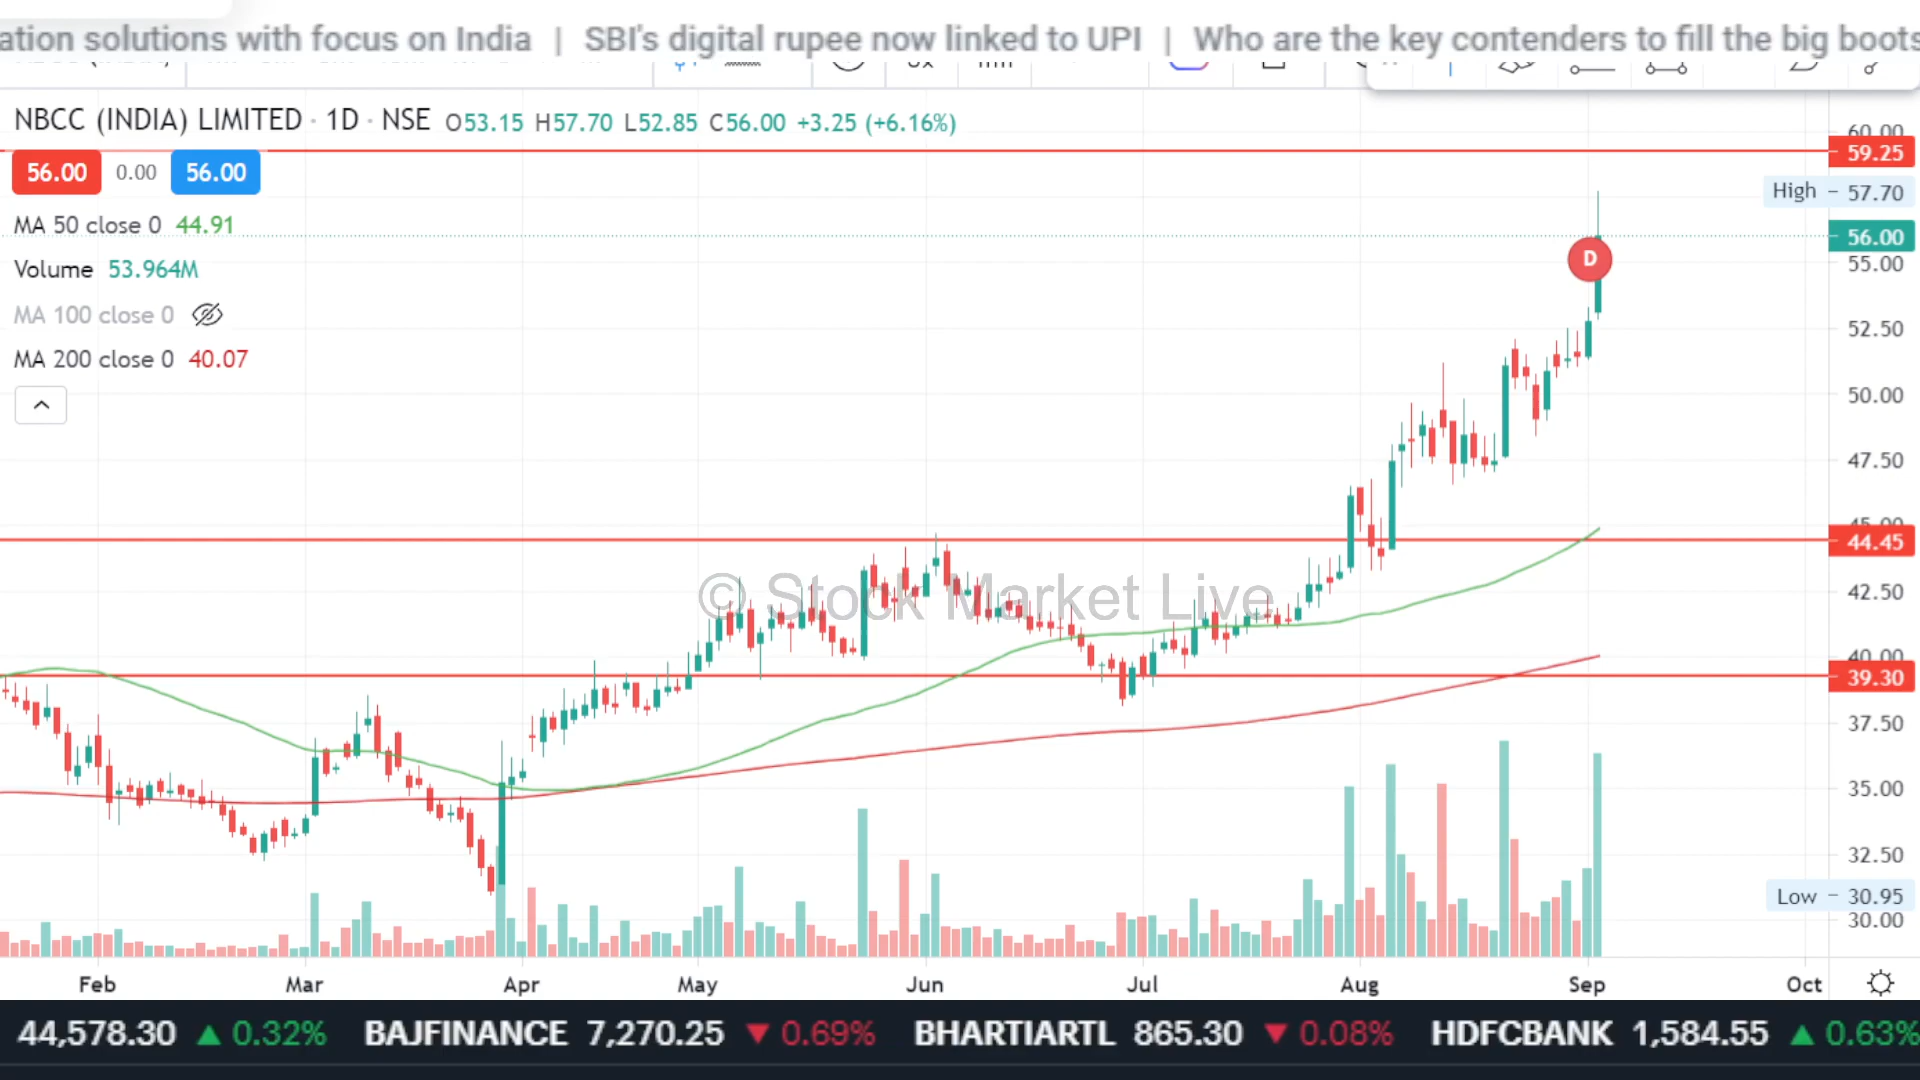 ation solutions with focus on India | SBI's digital rupee now linked to UPI | Who are the key contenders to fill the big boots
NBCC (INDIA) LIMITED · 1D · NSE O53.15 H57.70 L52.85 C56.00 +3.25 (+6.16%)
56.00 0.00 56.00
MA 50 close 0 44.91
Volume 53.964M
MA 100 close 0
MA 200 close 0 40.07
60.00
59.25
High 57.70
56.00
55.00
D
52.50
50.00
47.50
45.00
44.45
42.50
© Stock Market Live
40.00
39.30
37.50
35.00
32.50
Low 30.95
30.00
Feb Mar Apr May Jun Jul Aug Sep Oct
44,578.30 ▲ 0.32% BAJFINANCE 7,270.25 ▼ 0.69% BHARTIARTL 865.30 ▼ 0.08% HDFCBANK 1,584.55 ▲ 0.63%